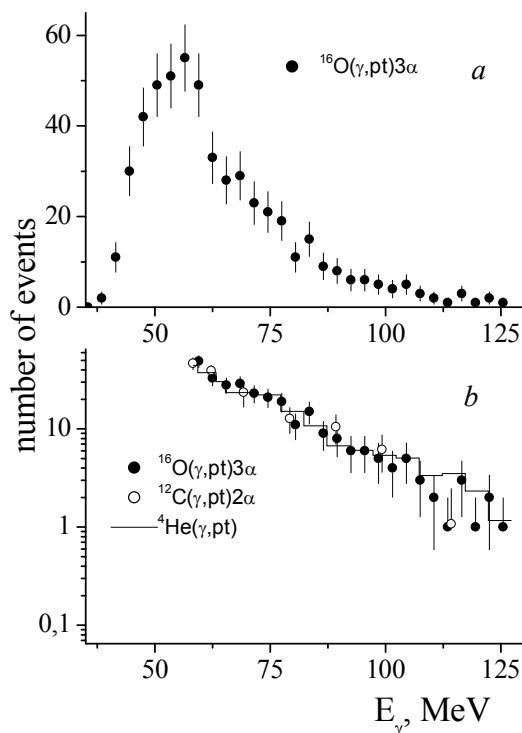 number of events
60
40
20
0
¹⁶O(γ,pt)3α
a
50
75
100
125
b
10
1
0,1
¹⁶O(γ,pt)3α
¹²C(γ,pt)2α
⁴He(γ,pt)
50
75
100
125
E_γ, MeV